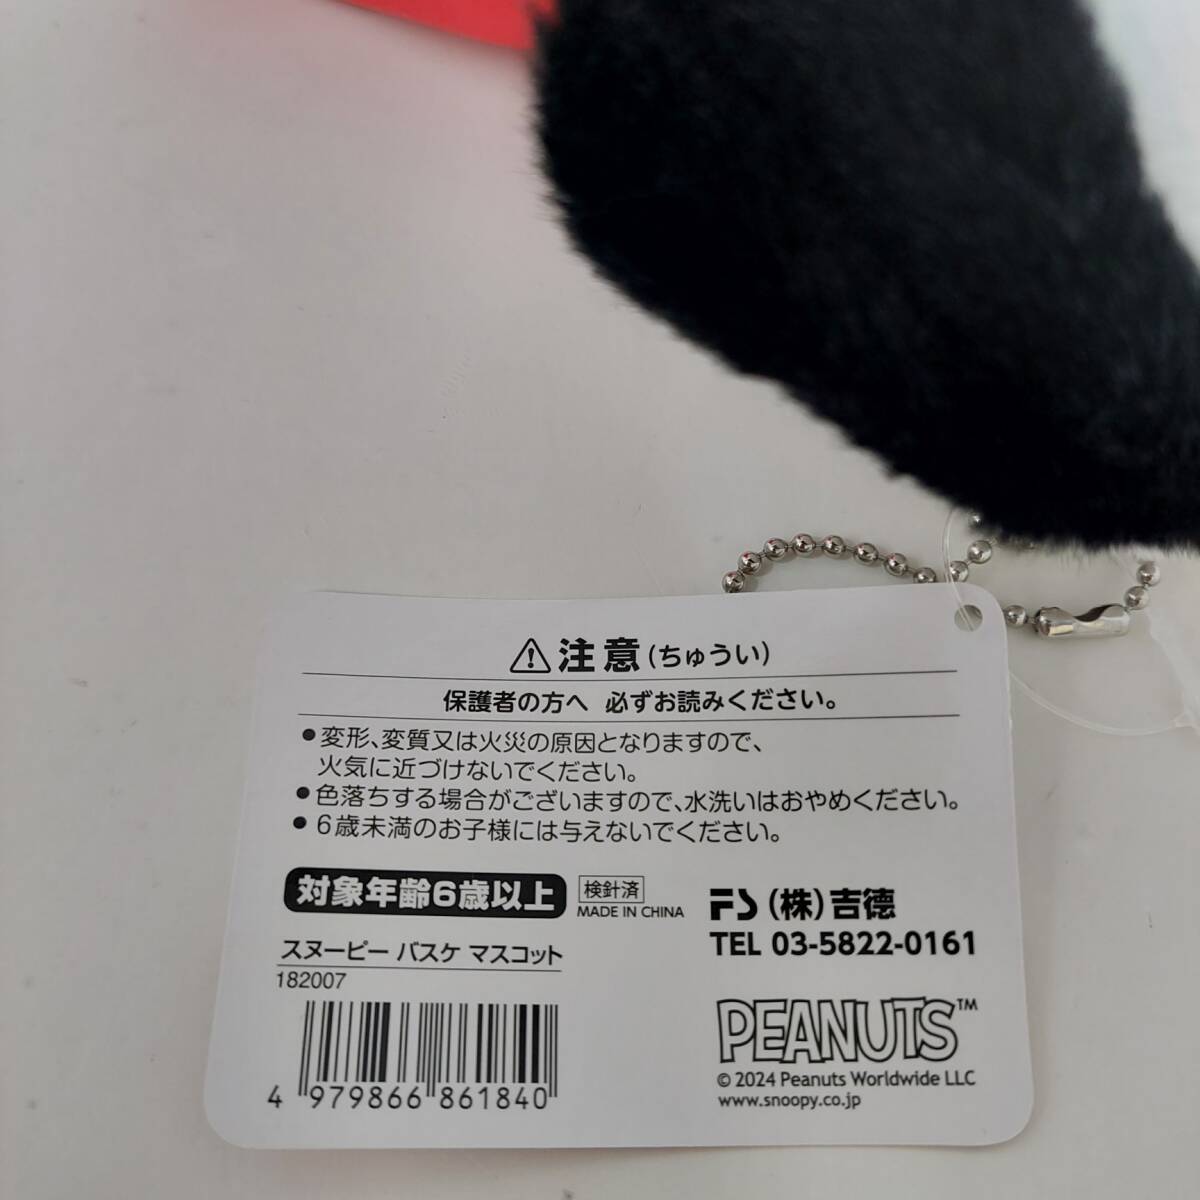 ⚠注意(ちゅうい)
保護者の方へ 必ずお読みください。
●変形、変質又は火災の原因となりますので、
火気に近づけないでください。
●色落ちする場合がございますので、水洗いはおやめください。
●6歳未満のお子様には与えないでください。
対象年齢6歳以上
検針済
MADE IN CHINA
(株)吉德
TEL 03-5822-0161
スヌーピー バスケ マスコット
182007
4 979866 861840
PEANUTS™
© 2024 Peanuts Worldwide LLC
www.snoopy.co.jp